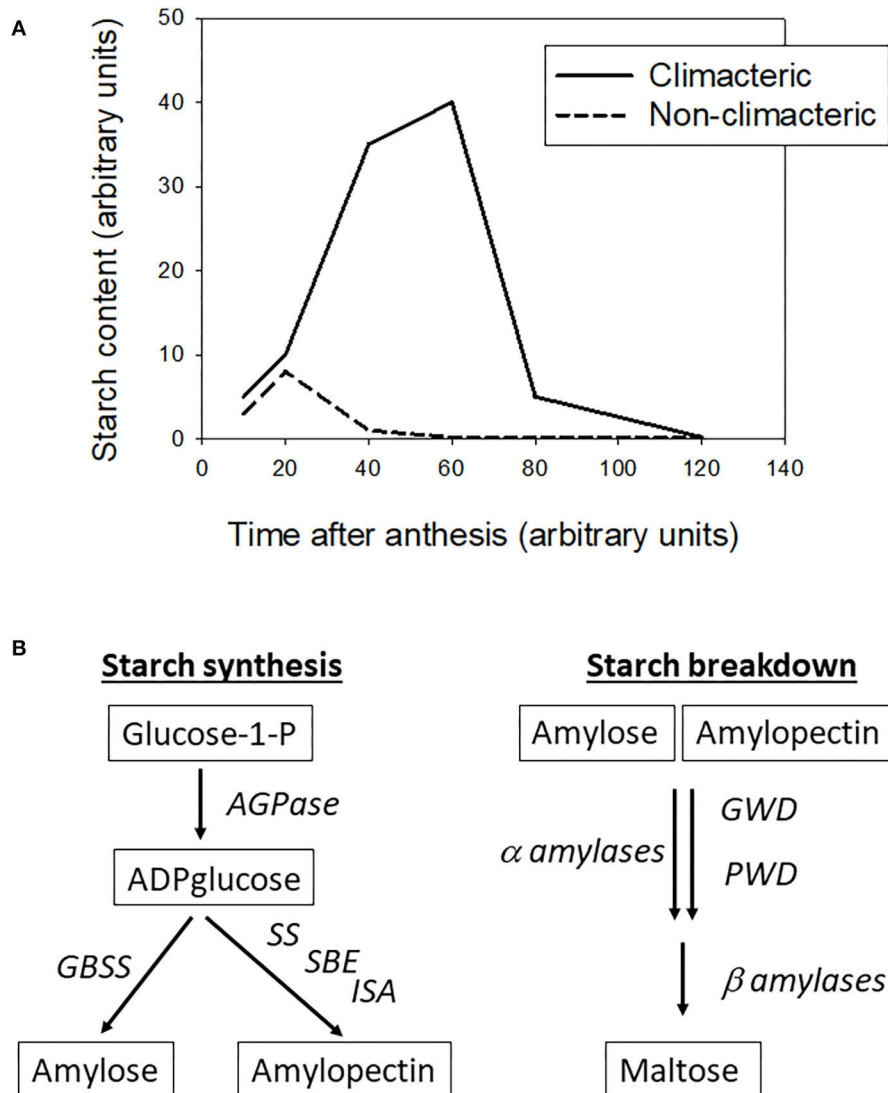 A
Starch content (arbitrary units)
50
40
30
20
10
0
Climacteric
Non-climacteric
0 20 40 60 80 100 120 140
Time after anthesis (arbitrary units)
B
Starch synthesis
Glucose-1-P
AGPase
ADPglucose
GBSS
SS
SBE
ISA
Amylose
Amylopectin
Starch breakdown
Amylose Amylopectin
α amylases
GWD
PWD
β amylases
Maltose